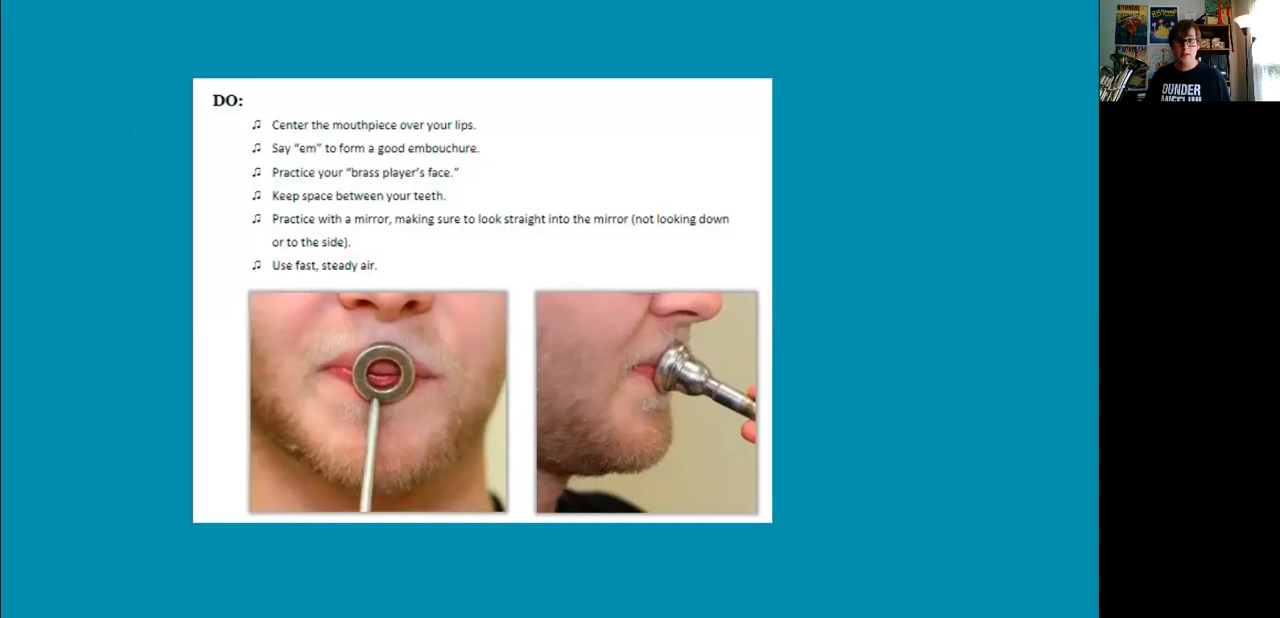 DO:
♫ Center the mouthpiece over your lips.
♫ Say “em” to form a good embouchure.
♫ Practice your “brass player’s face.”
♫ Keep space between your teeth.
♫ Practice with a mirror, making sure to look straight into the mirror (not looking down
or to the side).
♫ Use fast, steady air.
DUNDER
MIFFLIN